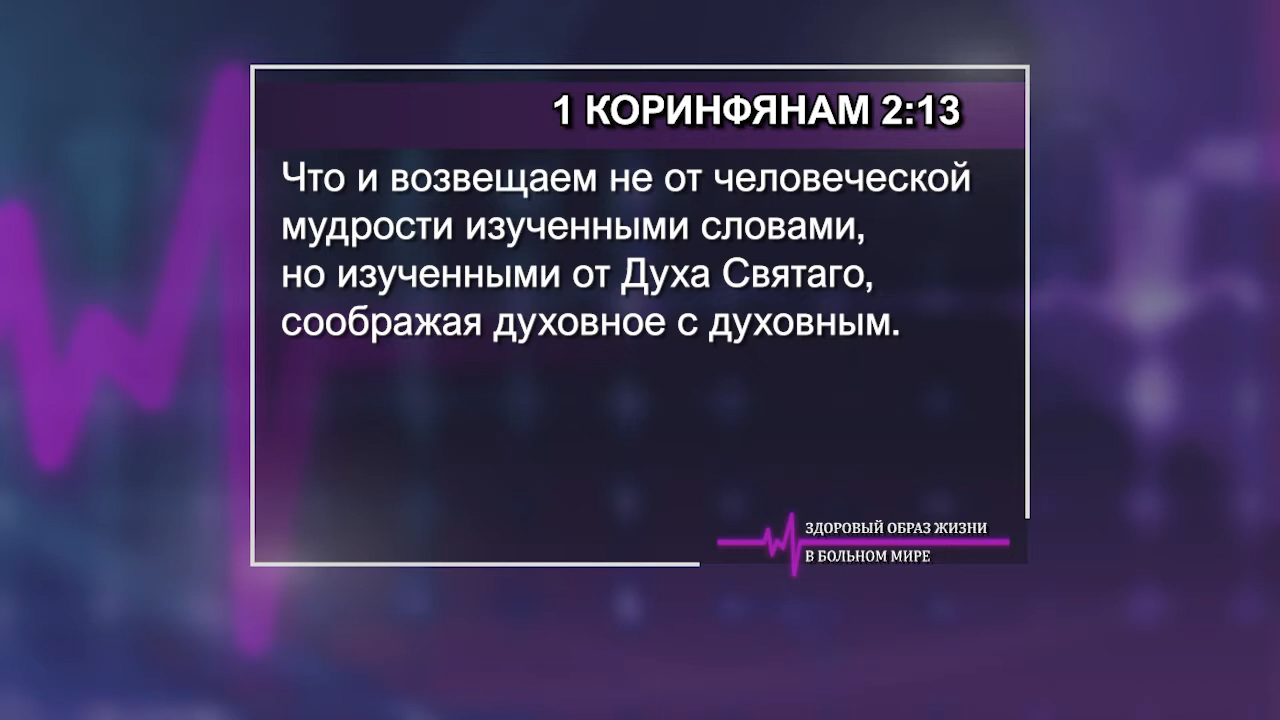 1 КОРИНФЯНАМ 2:13
Что и возвещаем не от человеческой
мудрости изученными словами,
но изученными от Духа Святаго,
соображая духовное с духовным.
ЗДОРОВЫЙ ОБРАЗ ЖИЗНИ
В БОЛЬНОМ МИРЕ